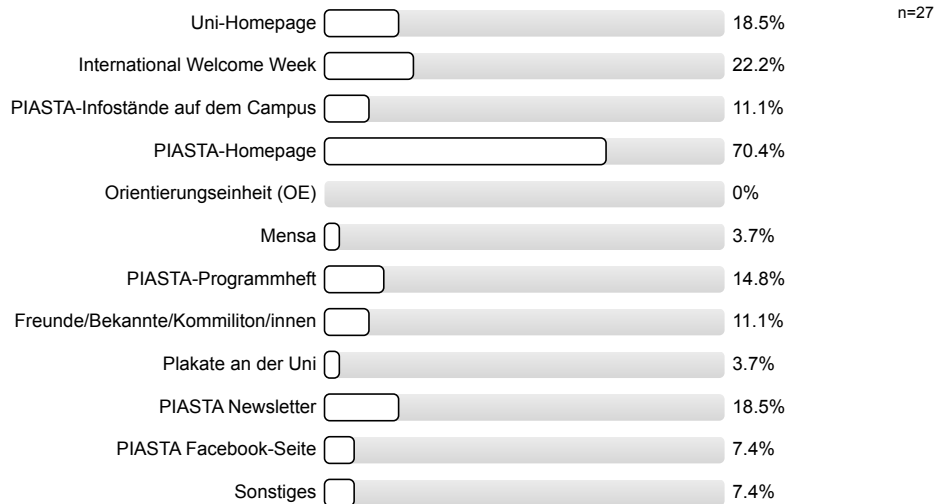 n=27
Uni-Homepage 18.5%
International Welcome Week 22.2%
PIASTA-Infostände auf dem Campus 11.1%
PIASTA-Homepage 70.4%
Orientierungseinheit (OE) 0%
Mensa 3.7%
PIASTA-Programmheft 14.8%
Freunde/Bekannte/Kommiliton/innen 11.1%
Plakate an der Uni 3.7%
PIASTA Newsletter 18.5%
PIASTA Facebook-Seite 7.4%
Sonstiges 7.4%